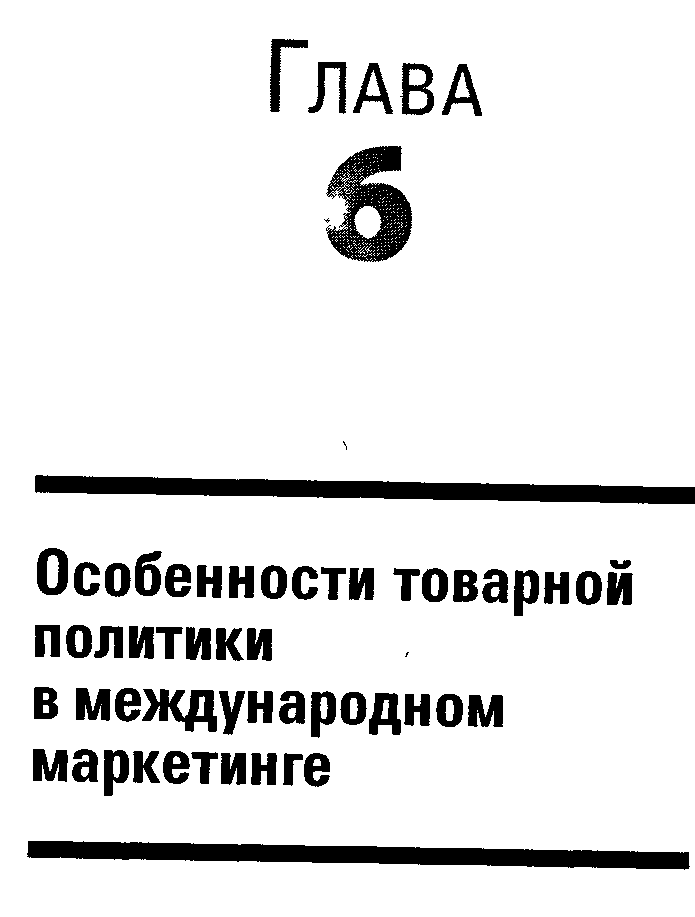 Глава
6
Особенности товарной
политики
в международном
маркетинге